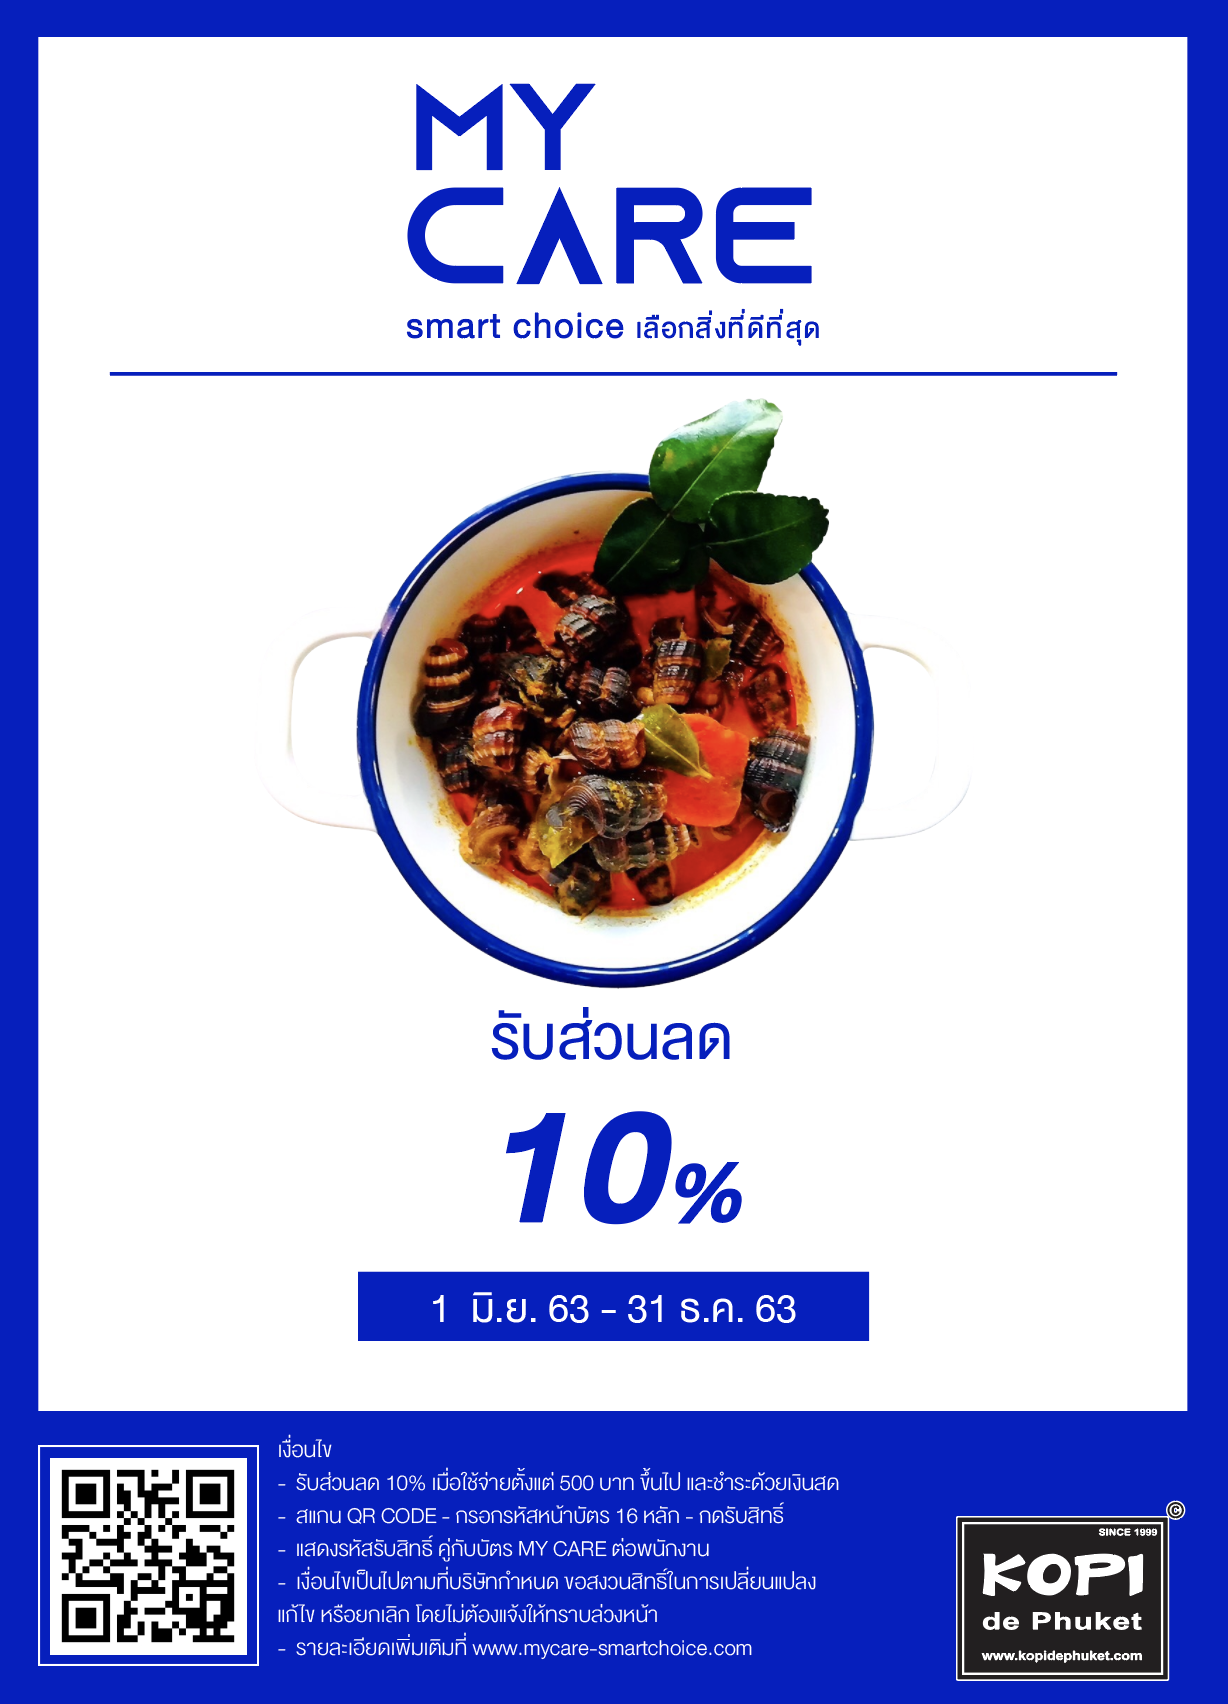 MY
CARE
smart choice เลือกสิ่งที่ดีที่สุด
รับส่วนลด
10%
1 มิ.ย. 63 - 31 ธ.ค. 63
เงื่อนไข
- รับส่วนลด 10% เมื่อใช้จ่ายตั้งแต่ 500 บาท ขึ้นไป และชำระด้วยเงินสด
- สแกน QR CODE - กรอกรหัสหน้าบัตร 16 หลัก - กดรับสิทธิ์
- แสดงรหัสรับสิทธิ์ คู่กับบัตร MY CARE ต่อพนักงาน
- เงื่อนไขเป็นไปตามที่บริษัทกำหนด ขอสงวนสิทธิ์ในการเปลี่ยนแปลง
แก้ไข หรือยกเลิก โดยไม่ต้องแจ้งให้ทราบล่วงหน้า
- รายละเอียดเพิ่มเติมที่ www.mycare-smartchoice.com
©
SINCE 1999
KOPI
de Phuket
www.kopidephuket.com